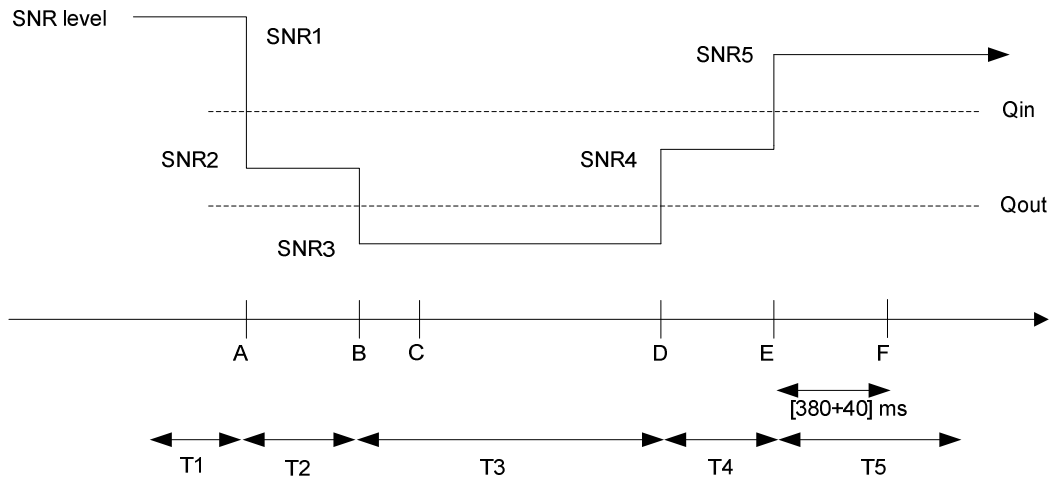 SNR level
SNR1
SNR5
Qin
SNR2
SNR4
Qout
SNR3
A
B
C
D
E
F
[380+40] ms
T1
T2
T3
T4
T5